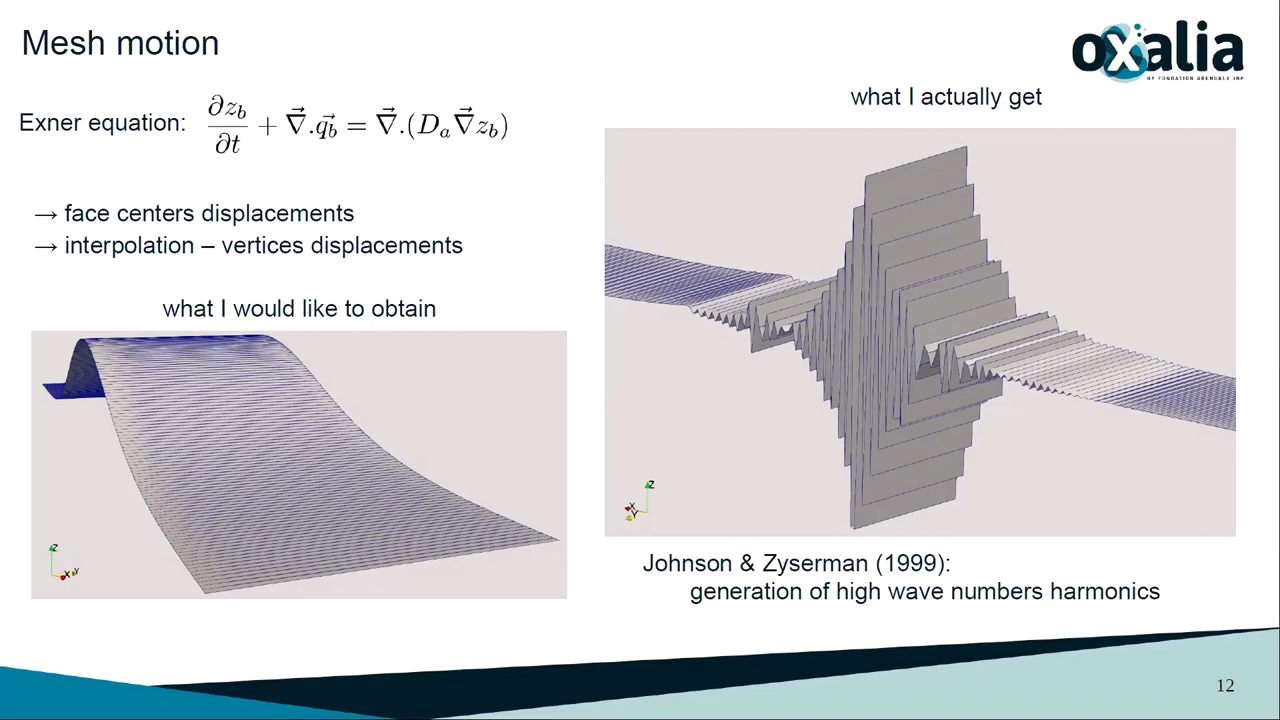 Mesh motion
oxalia
BY FONDATION GRENOBLE INP
Exner equation: ∂z_b/∂t + ∇⃗.q⃗_b = ∇⃗.(D_a∇⃗z_b)
→ face centers displacements
→ interpolation – vertices displacements
what I would like to obtain
Z
X Y
what I actually get
Z
X
Y
Johnson & Zyserman (1999):
generation of high wave numbers harmonics
12